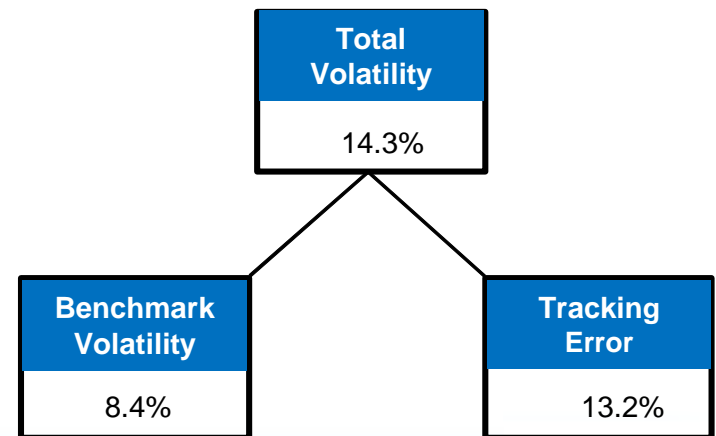 Total
Volatility
14.3%
Benchmark
Volatility
8.4%
Tracking
Error
13.2%